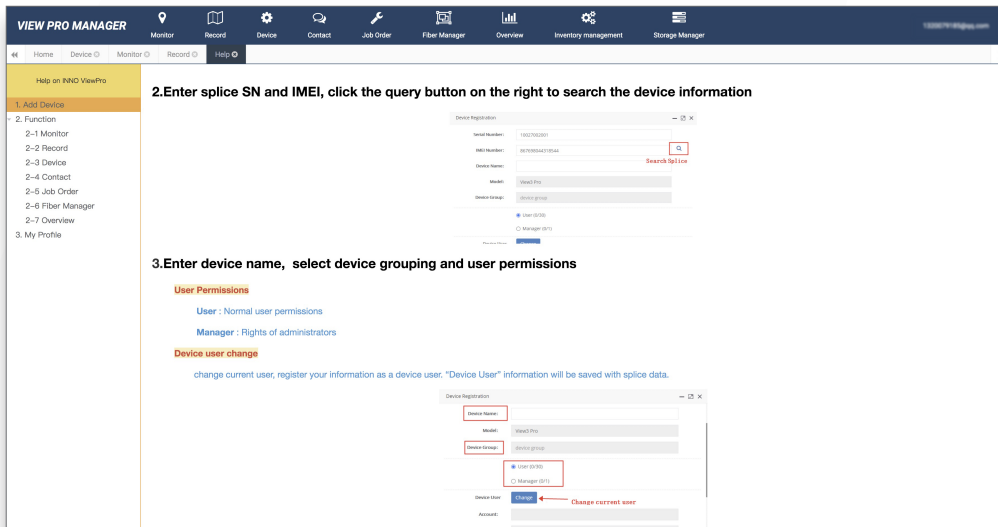 VIEW PRO MANAGER
Monitor
Record
Device
Contact
Job Order
Fiber Manager
Overview
Inventory management
Storage Manager
Home
Device
Monitor
Record
Help
Help on INNO ViewPro
1. Add Device
2. Function
2-1 Monitor
2-2 Record
2-3 Device
2-4 Contact
2-5 Job Order
2-6 Fiber Manager
2-7 Overview
3. My Profile
2.Enter splice SN and IMEI, click the query button on the right to search the device information
Device Registration
Serial Number:
IMEI Number:
Search Splice
Device Name:
Model: View3 Pro
Device Group: device group
User (0/30)
Manager (0/1)
3.Enter device name, select device grouping and user permissions
User Permissions
User : Normal user permissions
Manager : Rights of administrators
Device user change
change current user, register your information as a device user. “Device User” information will be saved with splice data.
Device Registration
Device Name:
Model: View3 Pro
Device Group: device group
User (0/30)
Manager (0/1)
Device User Change
Change current user
Account: